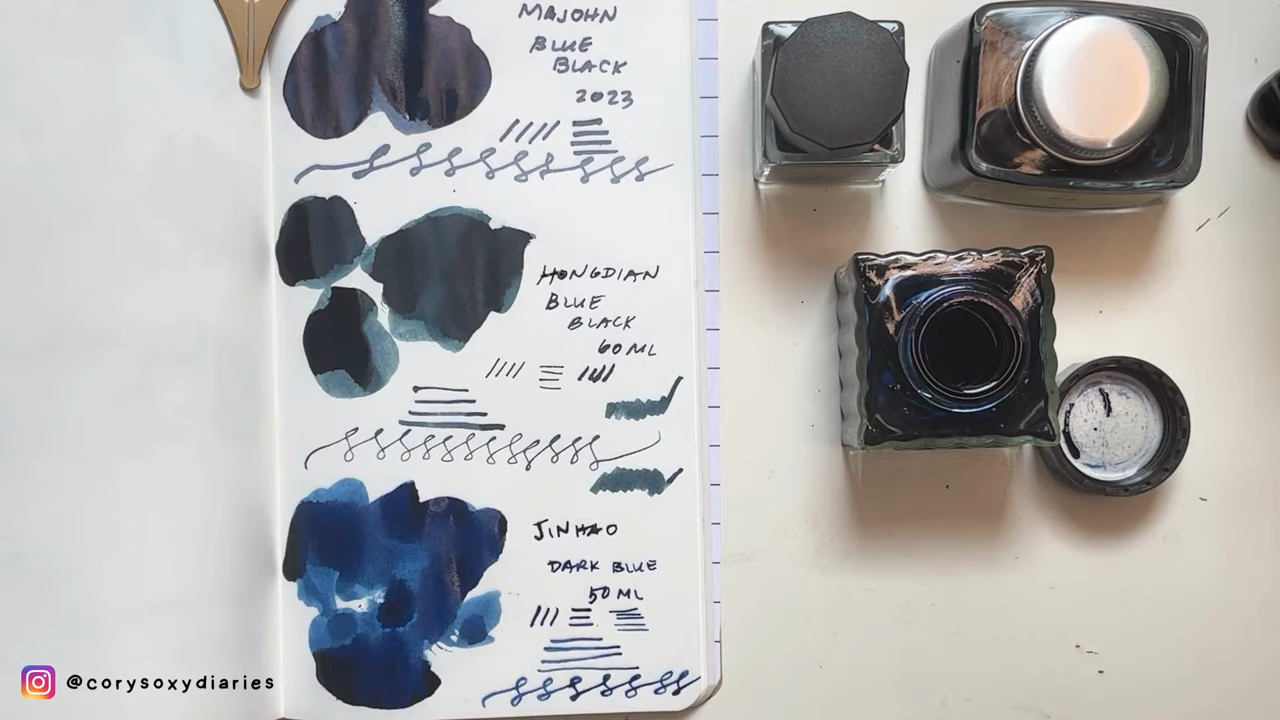 MAJOHN
BLUE
BLACK
2023
HONGDIAN
BLUE
BLACK
60 ML
JINHAO
DARK BLUE
50 ML
@corysoxydiaries